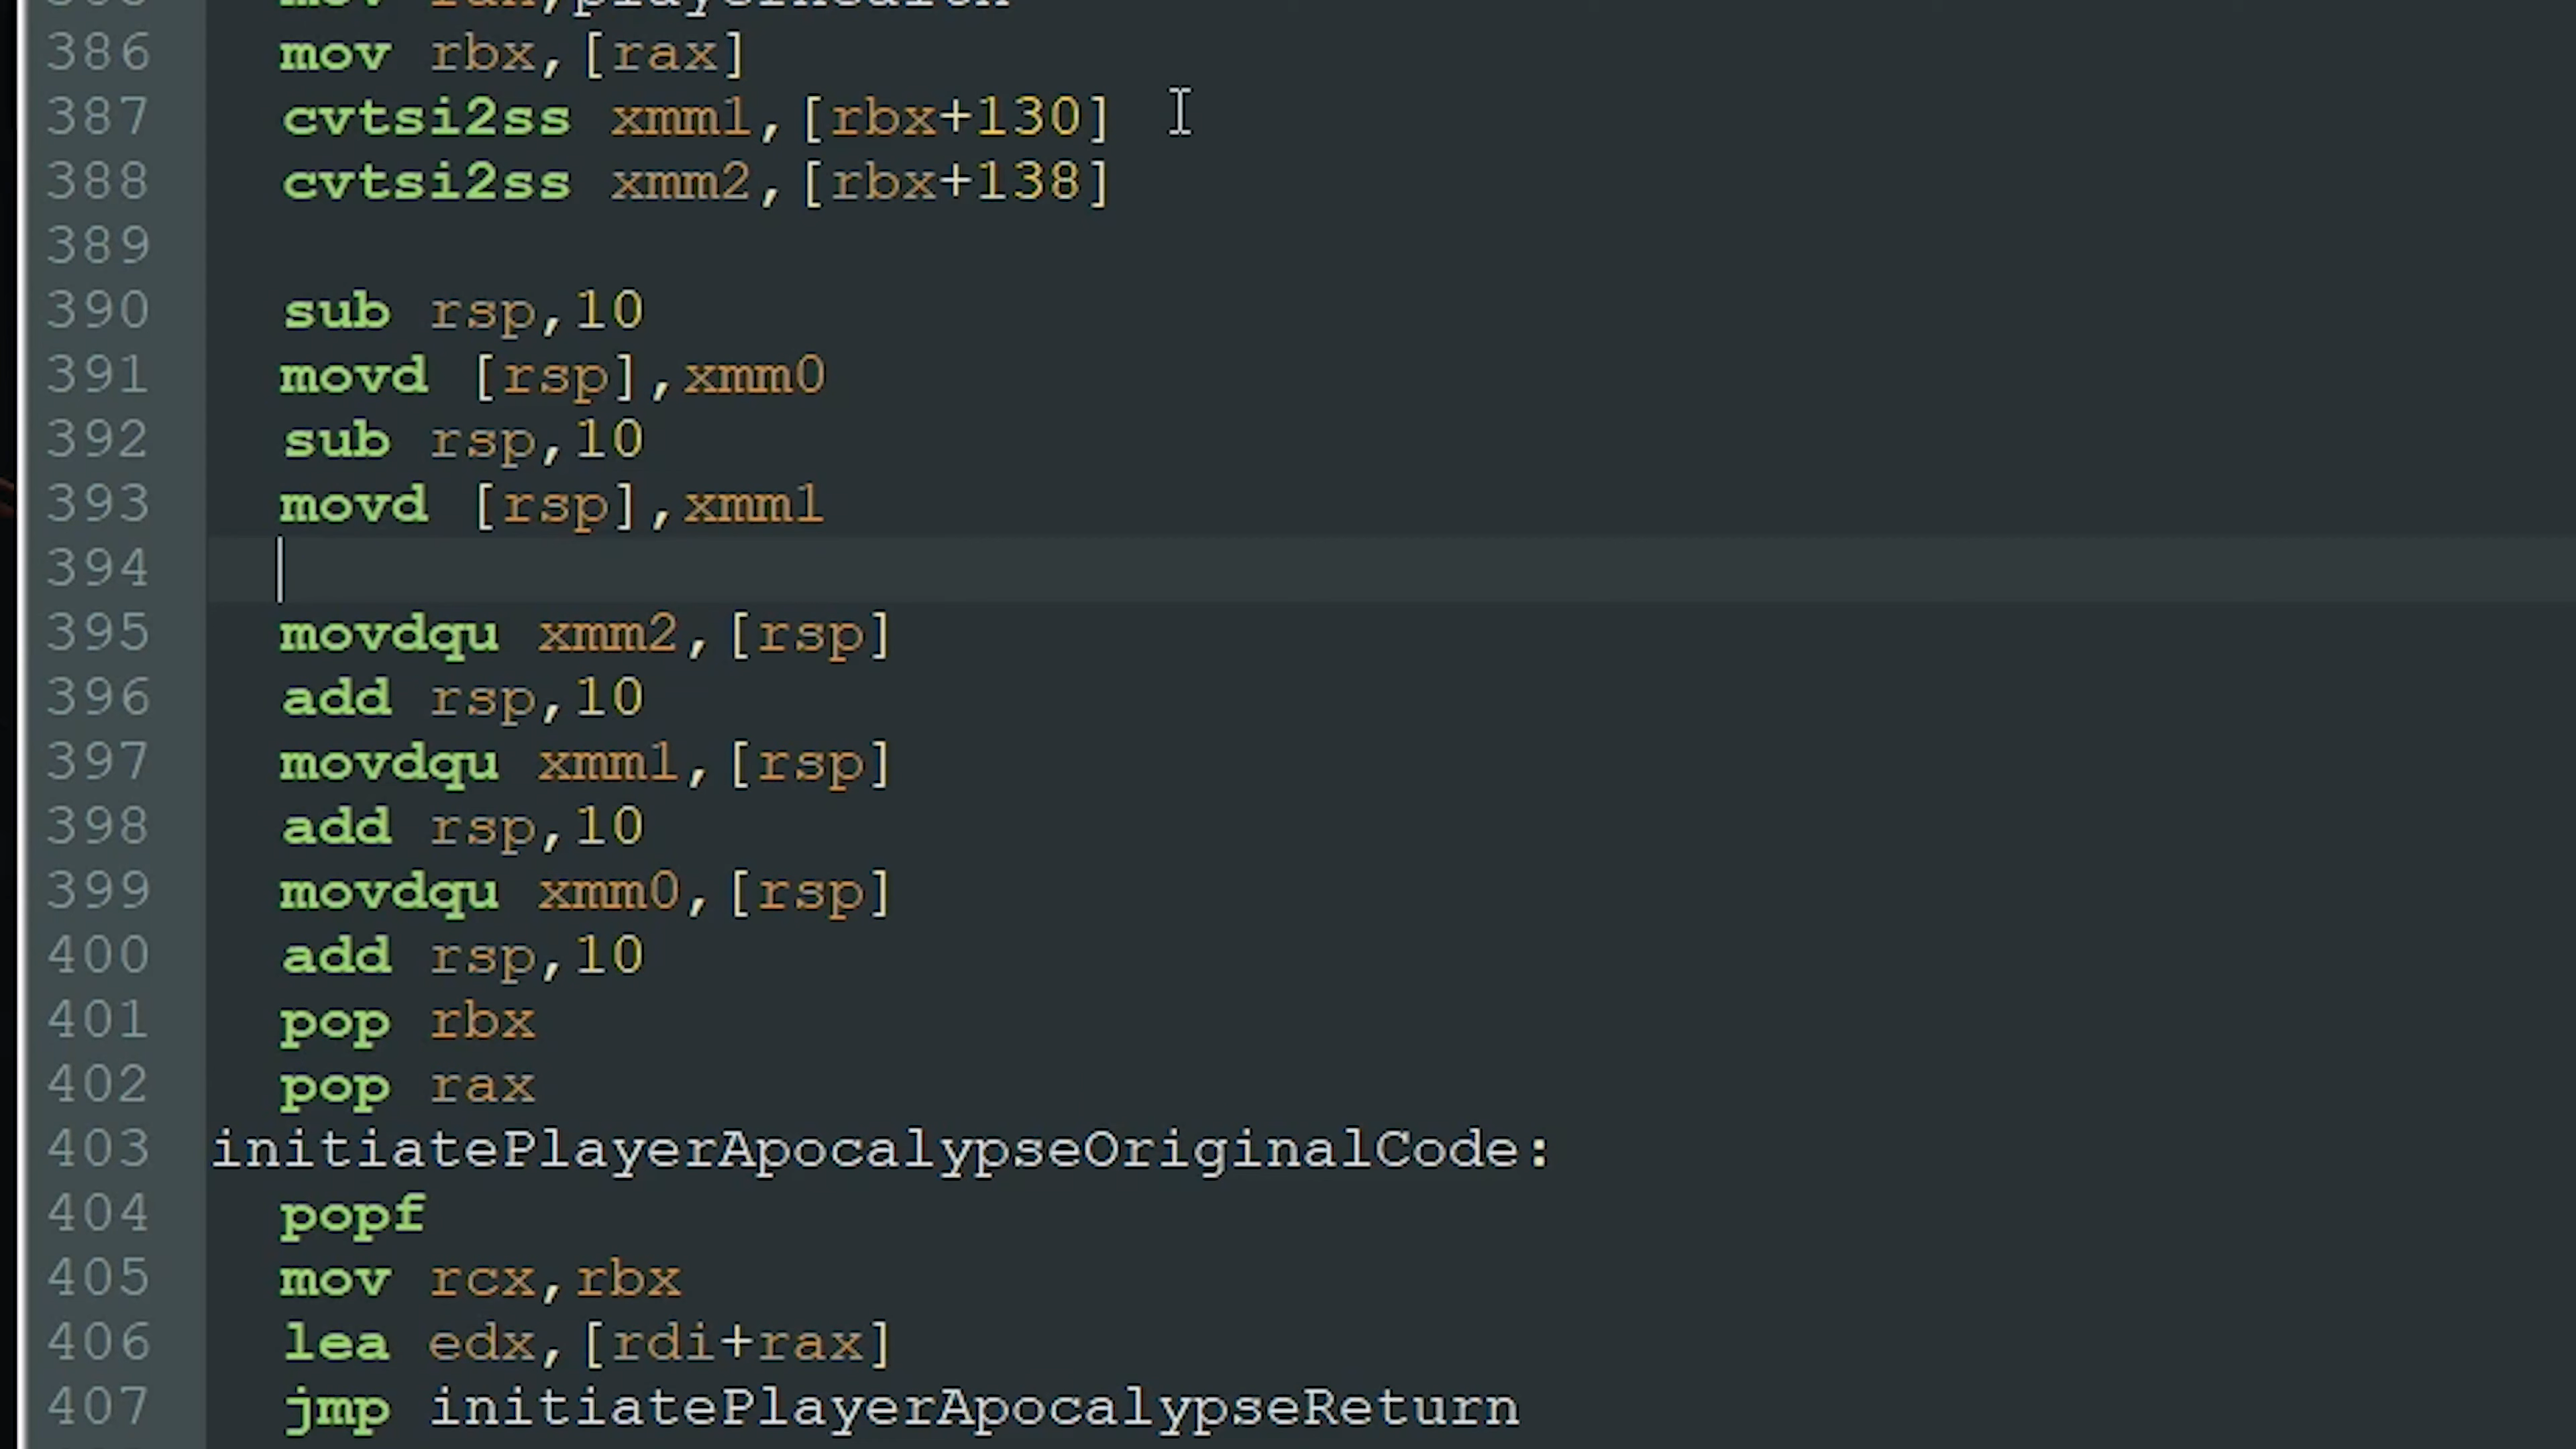 386 mov rbx,[rax]
387 cvtsi2ss xmm1,[rbx+130]
388 cvtsi2ss xmm2,[rbx+138]
389
390 sub rsp,10
391 movd [rsp],xmm0
392 sub rsp,10
393 movd [rsp],xmm1
394
395 movdqu xmm2,[rsp]
396 add rsp,10
397 movdqu xmm1,[rsp]
398 add rsp,10
399 movdqu xmm0,[rsp]
400 add rsp,10
401 pop rbx
402 pop rax
403 initiatePlayerApocalypseOriginalCode:
404 popf
405 mov rcx,rbx
406 lea edx,[rdi+rax]
407 jmp initiatePlayerApocalypseReturn